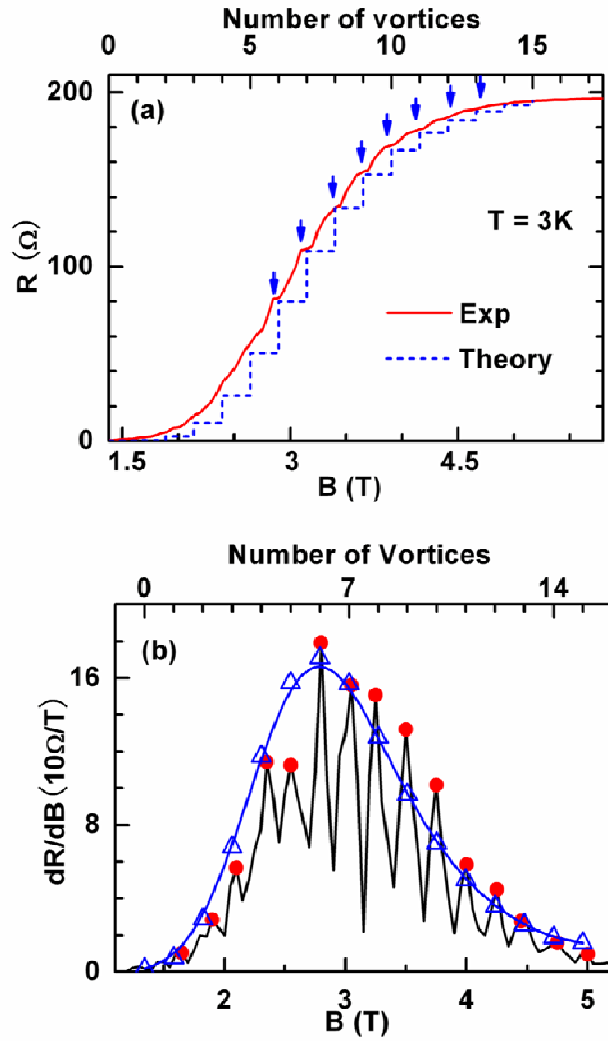 Number of vortices
0 5 10 15
200
(a)
T = 3K
R (Ω)
100
Exp
Theory
0
1.5 3 4.5
B (T)
Number of Vortices
0 7 14
(b)
16
dR/dB (10Ω/T)
8
0
2 3 4 5
B (T)